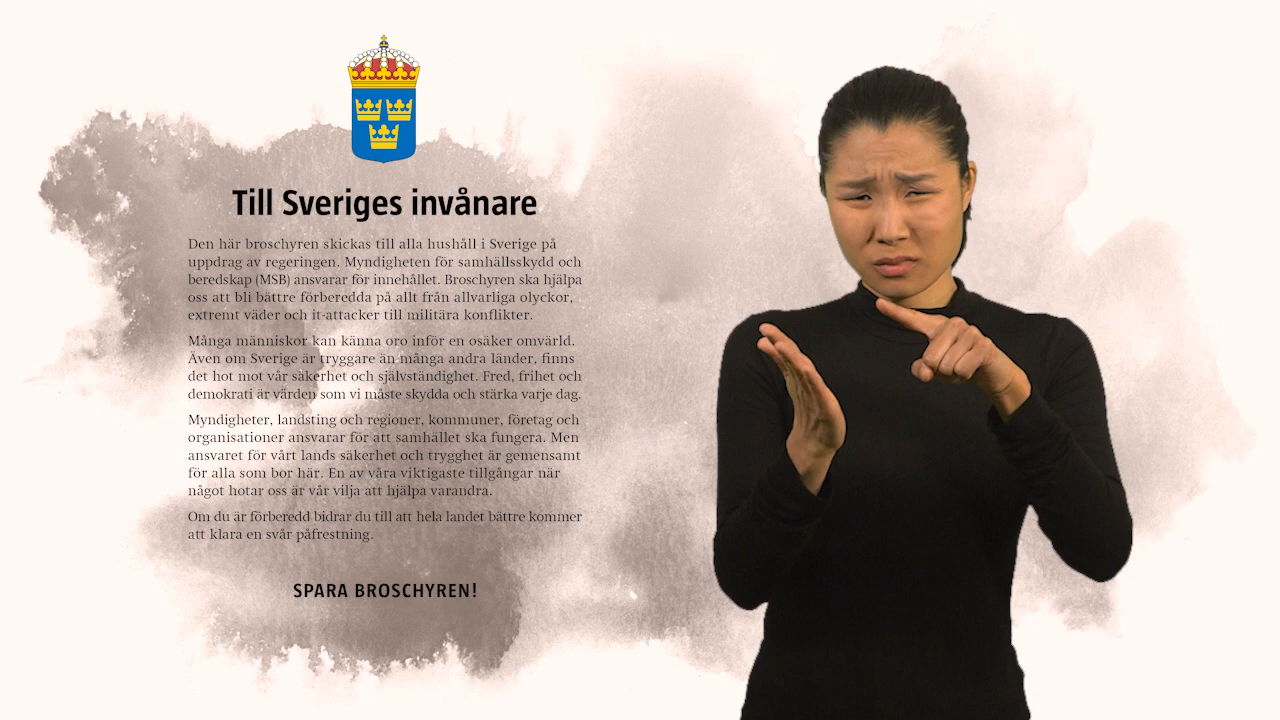 Till Sveriges invånare
Den här broschyren skickas till alla hushåll i Sverige på
uppdrag av regeringen. Myndigheten för samhällsskydd och
beredskap (MSB) ansvarar för innehållet. Broschyren ska hjälpa
oss att bli bättre förberedda på allt från allvarliga olyckor,
extremt väder och it-attacker till militära konflikter.
Många människor kan känna oro inför en osäker omvärld.
Även om Sverige är tryggare än många andra länder, finns
det hot mot vår säkerhet och självständighet. Fred, frihet och
demokrati är värden som vi måste skydda och stärka varje dag.
Myndigheter, landsting och regioner, kommuner, företag och
organisationer ansvarar för att samhället ska fungera. Men
ansvaret för vårt lands säkerhet och trygghet är gemensamt
för alla som bor här. En av våra viktigaste tillgångar när
något hotar oss är vår vilja att hjälpa varandra.
Om du är förberedd bidrar du till att hela landet bättre kommer
att klara en svår påfrestning.
SPARA BROSCHYREN!